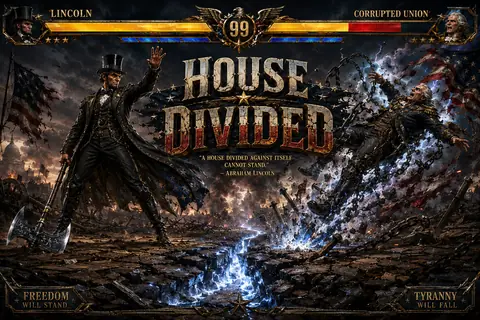 LINCOLN
99
CORRUPTED UNION
HOUSE
DIVIDED
"A HOUSE DIVIDED AGAINST ITSELF
CANNOT STAND."
– ABRAHAM LINCOLN
FREEDOM
WILL STAND
TYRANNY
WILL FALL